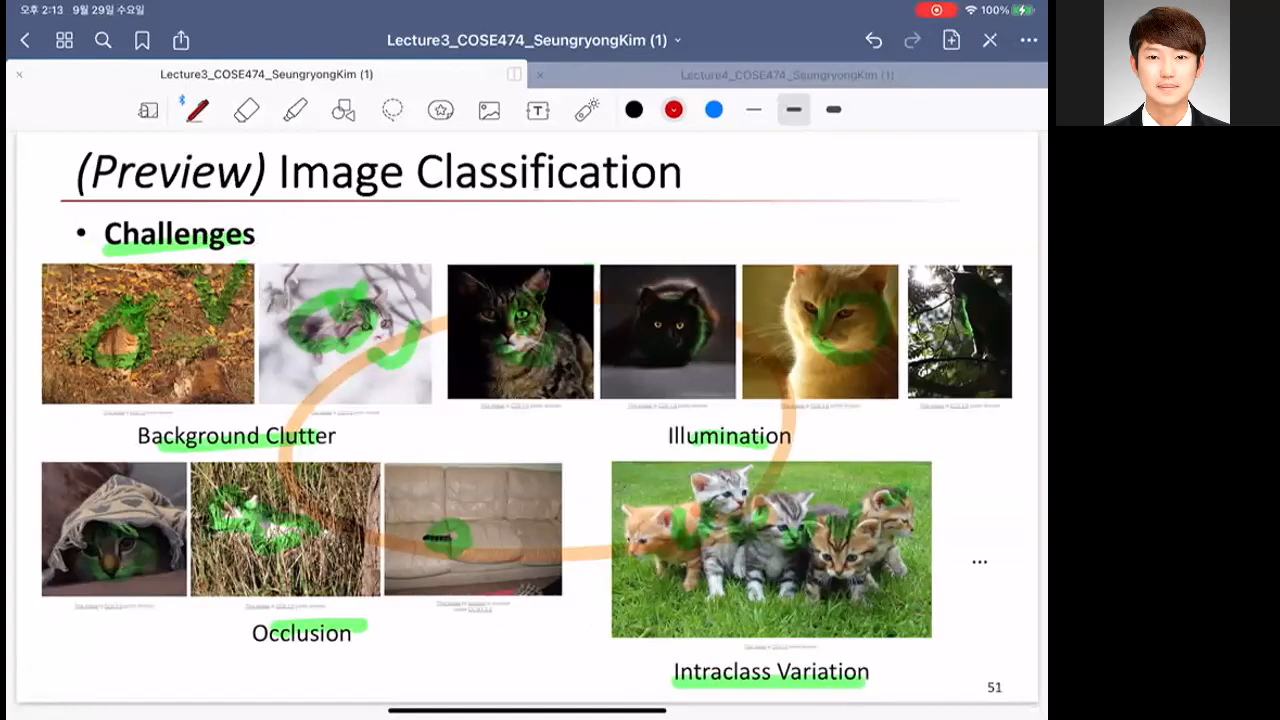 오후 2:13 9월 29일 수요일
100%
Lecture3_COSE474_SeungryongKim (1)
Lecture3_COSE474_SeungryongKim (1)
Lecture4_COSE474_SeungryongKim (1)
T
(Preview) Image Classification
• Challenges
Background Clutter
Illumination
Occlusion
...
Intraclass Variation
51